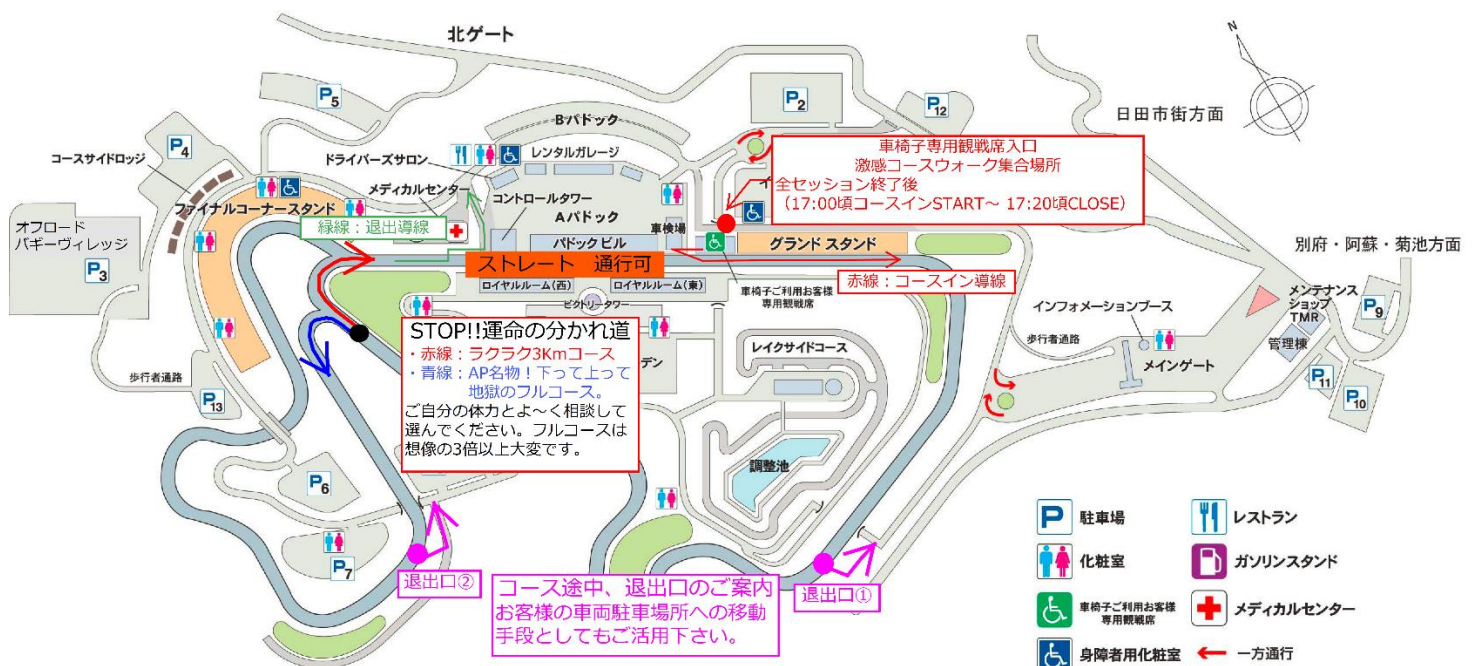 北ゲート
N
日田市街方面
P5
P2
P12
Bパドック
コースサイドロッジ
P4
ドライバーズサロン
レンタルガレージ
メディカルセンター
コントロールタワー
Aパドック
車検場
車椅子専用観戦席入口
激感コースウォーク集合場所
全セッション終了後
（17:00頃コースインSTART～ 17:20頃CLOSE）
ファイナルコーナースタンド
緑線：退出導線
オフロード
バギーヴィレッジ
P3
パドックビル
グランド スタンド
別府・阿蘇・菊池方面
ストレート　通行可
赤線：コースイン導線
ロイヤルルーム(西)
ロイヤルルーム(東)
車椅子ご利用お客様
専用観戦席
ビクトリータワー
インフォメーションブース
メンテナンス
ショップ
TMR
P9
管理棟
STOP!!運命の分かれ道
・赤線：ラクラク3Kmコース
・青線：AP名物！下って上って
地獄のフルコース。
ご自分の体力とよ～く相談して
選んでください。フルコースは
想像の3倍以上大変です。
デン
レイクサイドコース
歩行者通路
メインゲート
P11
P10
歩行者通路
P13
調整池
P6
P7
退出口②
コース途中、退出口のご案内
お客様の車両駐車場所への移動
手段としてもご活用下さい。
退出口①
P 駐車場
レストラン
化粧室
ガソリンスタンド
車椅子ご利用お客様
専用観戦席
メディカルセンター
身障者用化粧室
一方通行